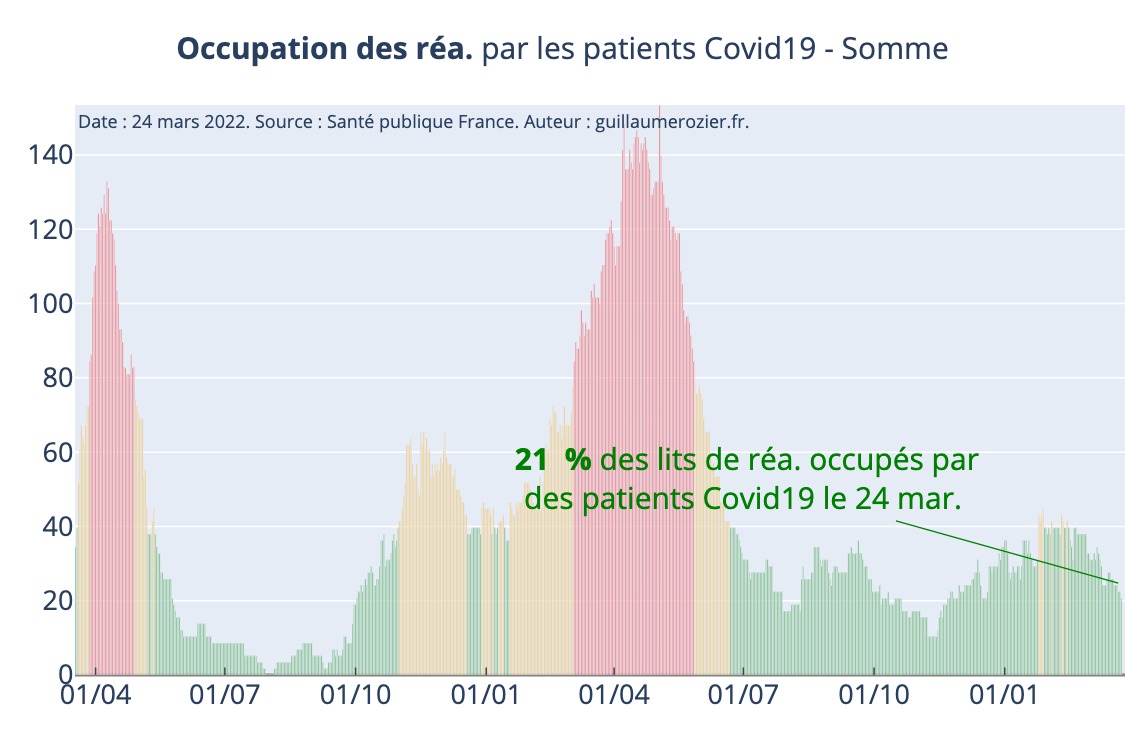 Occupation des réa. par les patients Covid19 - Somme
Date : 24 mars 2022. Source : Santé publique France. Auteur : guillaumerozier.fr.
140
120
100
80
60
40
20
0
21 % des lits de réa. occupés par
des patients Covid19 le 24 mar.
01/04 01/07 01/10 01/01 01/04 01/07 01/10 01/01